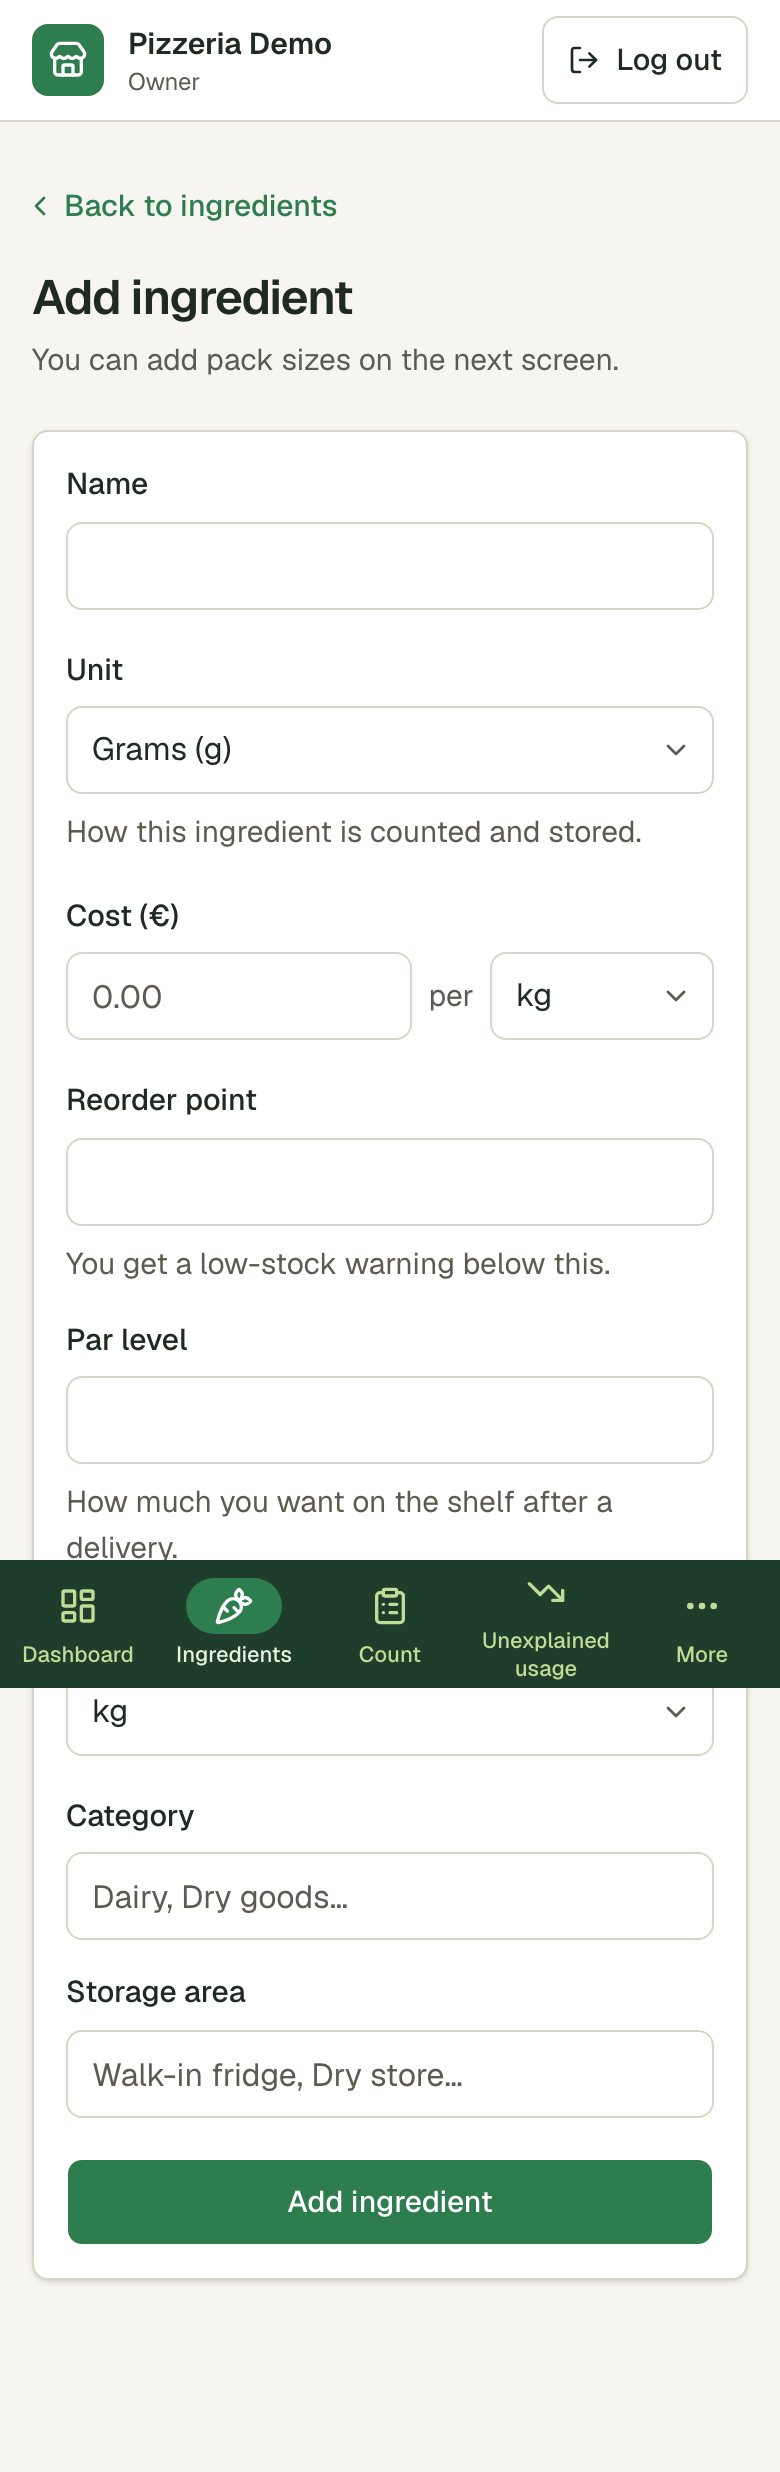 Pizzeria Demo
Owner
Log out
Back to ingredients
Add ingredient
You can add pack sizes on the next screen.
Name
Unit
Grams (g)
How this ingredient is counted and stored.
Cost (€)
0.00
per
kg
Reorder point
You get a low-stock warning below this.
Par level
How much you want on the shelf after a
delivery.
Dashboard
Ingredients
Count
Unexplained
usage
More
kg
Category
Dairy, Dry goods…
Storage area
Walk-in fridge, Dry store…
Add ingredient